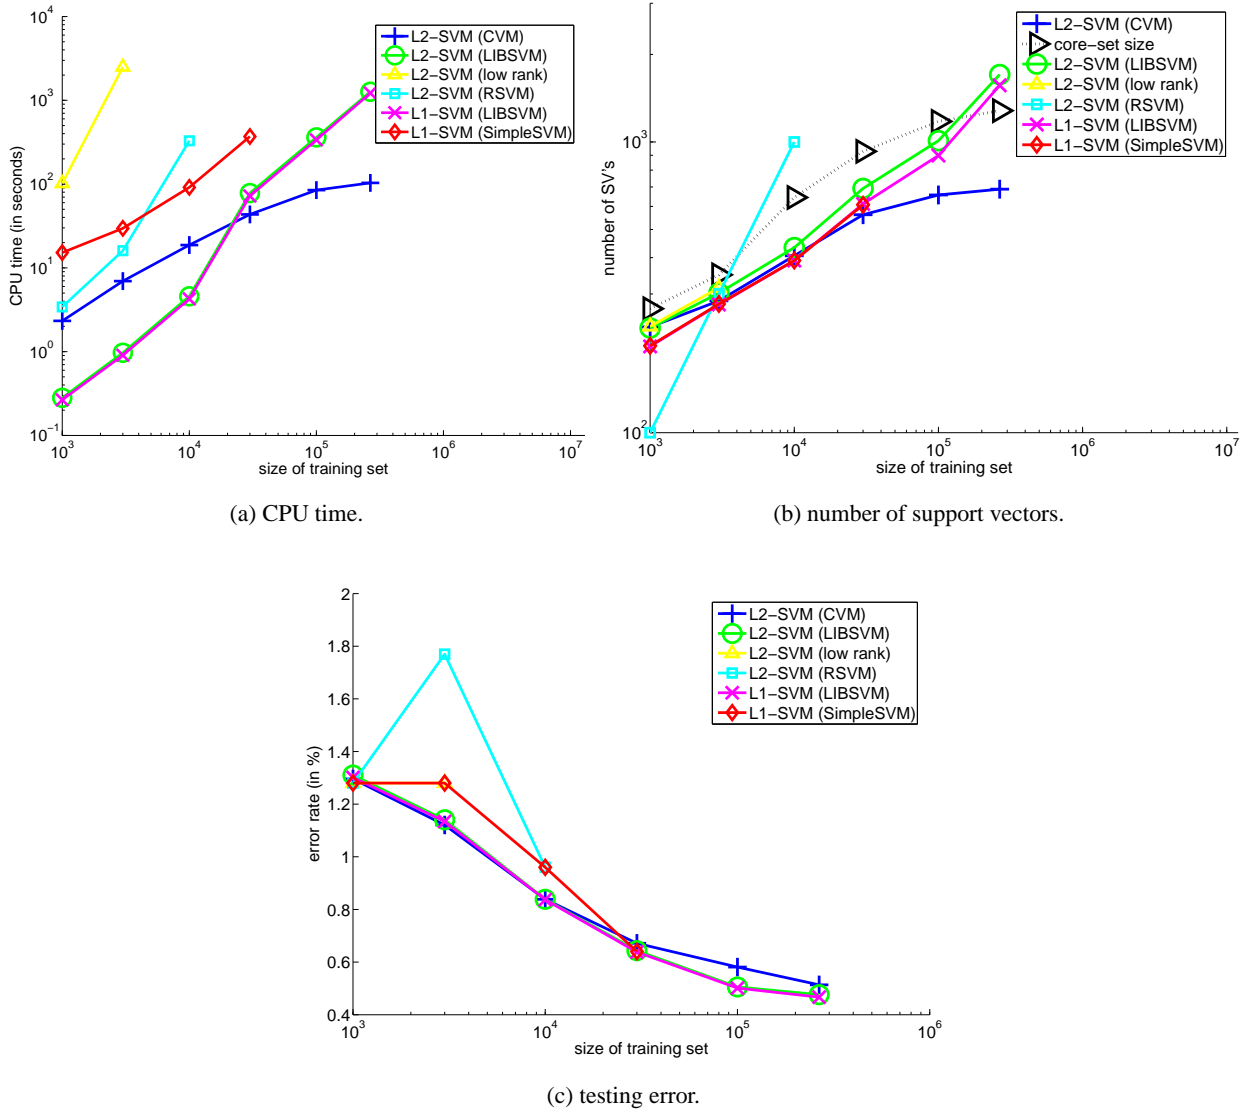 10^4
10^3
10^2
10^1
10^0
10^−1
CPU time (in seconds)
L2−SVM (CVM)
L2−SVM (LIBSVM)
L2−SVM (low rank)
L2−SVM (RSVM)
L1−SVM (LIBSVM)
L1−SVM (SimpleSVM)
10^3 10^4 10^5 10^6 10^7
size of training set
(a) CPU time.
10^3
10^2
number of SV's
L2−SVM (CVM)
core−set size
L2−SVM (LIBSVM)
L2−SVM (low rank)
L2−SVM (RSVM)
L1−SVM (LIBSVM)
L1−SVM (SimpleSVM)
10^3 10^4 10^5 10^6 10^7
size of training set
(b) number of support vectors.
2
1.8
1.6
1.4
1.2
1
0.8
0.6
0.4
error rate (in %)
L2−SVM (CVM)
L2−SVM (LIBSVM)
L2−SVM (low rank)
L2−SVM (RSVM)
L1−SVM (LIBSVM)
L1−SVM (SimpleSVM)
10^3 10^4 10^5 10^6
size of training set
(c) testing error.